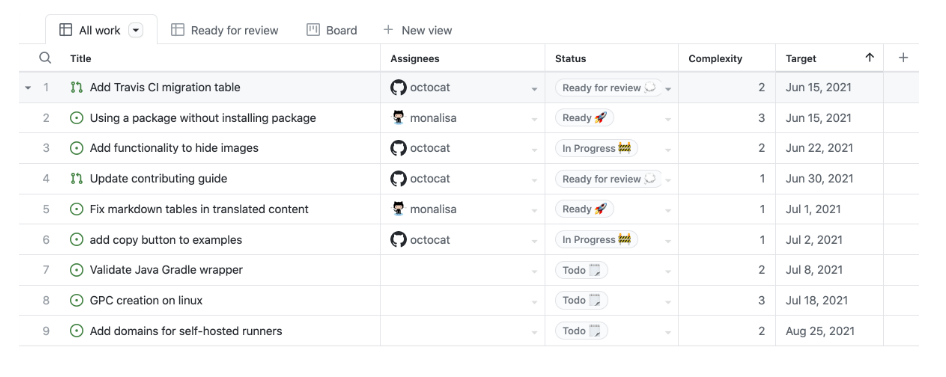 All work Ready for review Board + New view
Title Assignees Status Complexity Target
1 Add Travis CI migration table octocat Ready for review 2 Jun 15, 2021
2 Using a package without installing package monalisa Ready 🚀 3 Jun 15, 2021
3 Add functionality to hide images octocat In Progress 🚧 2 Jun 22, 2021
4 Update contributing guide octocat Ready for review 1 Jun 30, 2021
5 Fix markdown tables in translated content monalisa Ready 🚀 1 Jul 1, 2021
6 add copy button to examples octocat In Progress 🚧 1 Jul 2, 2021
7 Validate Java Gradle wrapper Todo 2 Jul 8, 2021
8 GPC creation on linux Todo 3 Jul 18, 2021
9 Add domains for self-hosted runners Todo 2 Aug 25, 2021